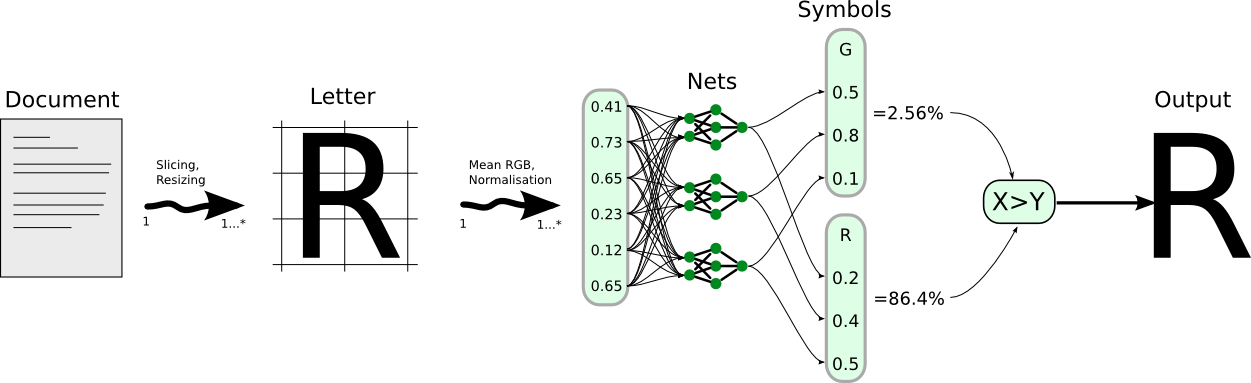 Document
Slicing,
Resizing
1
1...*
Letter
R
Mean RGB,
Normalisation
1
1...*
0.41
0.73
0.65
0.23
0.12
0.65
Nets
Symbols
G
0.5
0.8
0.1
=2.56%
R
0.2
0.4
0.5
=86.4%
X>Y
Output
R